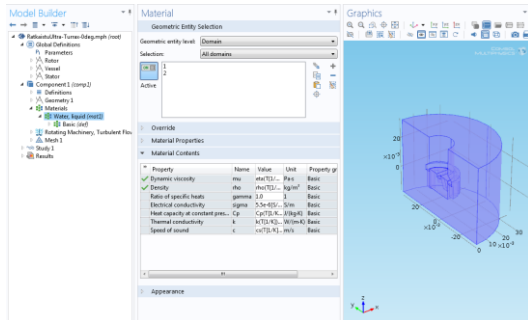 Model Builder
RatkaistuUltra-Turrax-0deg.mph (root)
Global Definitions
Parameters
Rotor
Vessel
Stator
Component 1 (comp1)
Definitions
Geometry 1
Materials
Water, liquid (mat1)
Basic (def)
Rotating Machinery, Turbulent Flow
Mesh 1
Study 1
Results
Material
Geometric Entity Selection
Geometric entity level: Domain
Selection: All domains
1
2
Active
Override
Material Properties
Material Contents
Property Name Value Unit Property gr
Dynamic viscosity mu eta(T[1/... Pa·s Basic
Density rho rho(T[1/... kg/m³ Basic
Ratio of specific heats gamma 1.0 1 Basic
Electrical conductivity sigma 5.5e-6[S/... S/m Basic
Heat capacity at constant pres... Cp Cp(T[1/K... J/(kg·K) Basic
Thermal conductivity k k(T[1/K])... W/(m·K) Basic
Speed of sound c cs(T[1/K]... m/s Basic
Appearance
Graphics
20
×10⁻³
0
-20
×10⁻³
0
20
-20
0
10
20
30
×10⁻³
z
y
x